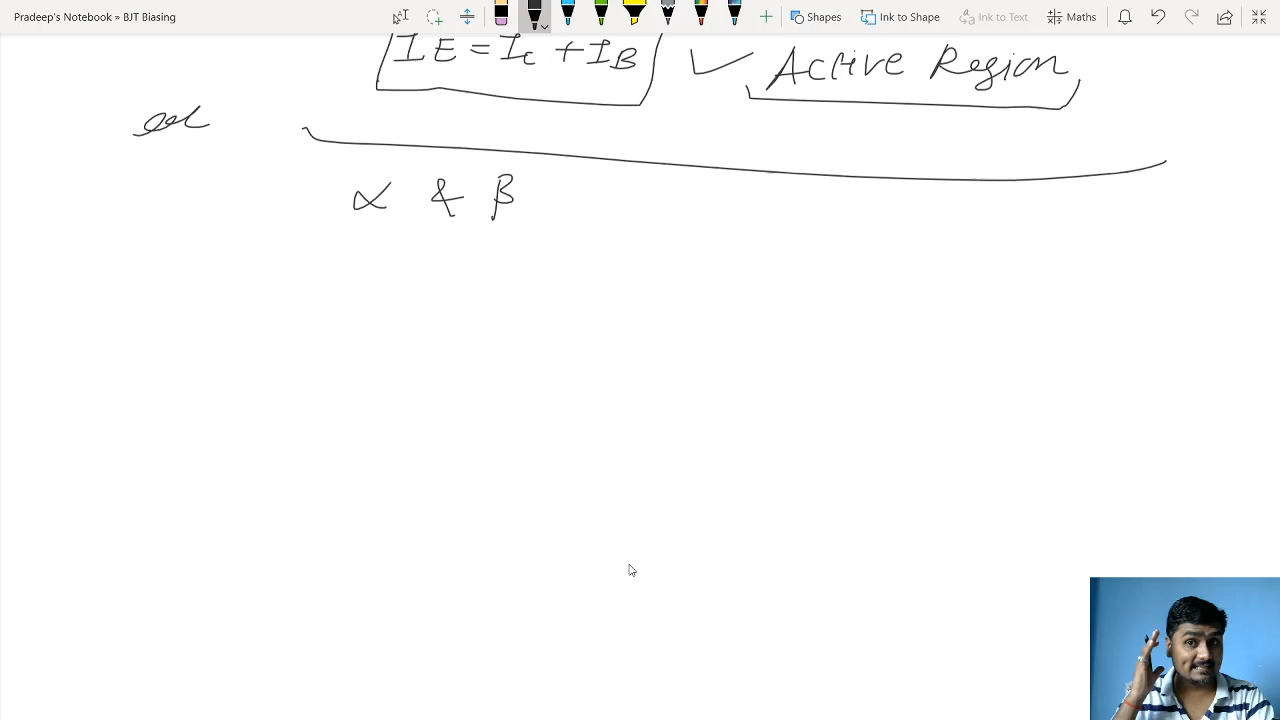 Pradeep's Notebook » BJT Biasing
Shapes
Ink to Shape
Ink to Text
Maths
IE = IC + IB Active Region
α & β